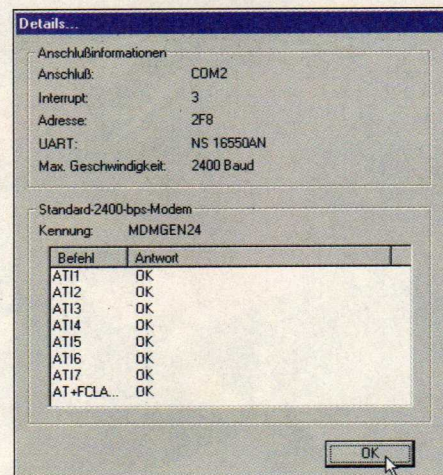 Details...
Anschlußinformationen
Anschluß: COM2
Interrupt: 3
Adresse: 2F8
UART: NS 16550AN
Max. Geschwindigkeit: 2400 Baud
Standard-2400-bps-Modem
Kennung: MDMGEN24
Befehl Antwort
ATI1 OK
ATI2 OK
ATI3 OK
ATI4 OK
ATI5 OK
ATI6 OK
ATI7 OK
AT+FCLA... OK
OK